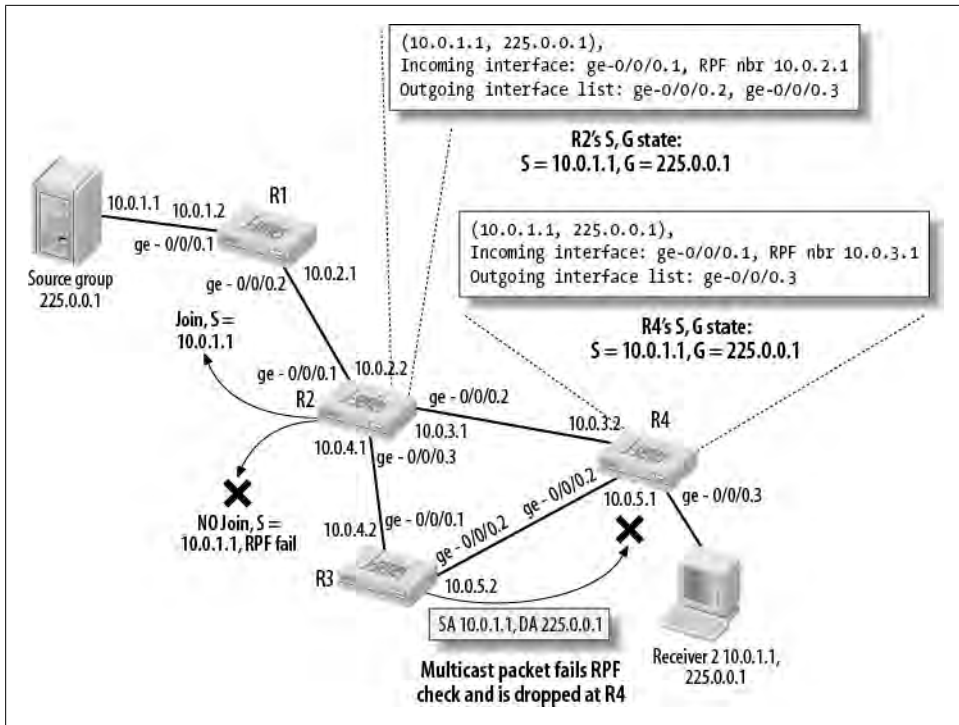 (10.0.1.1, 225.0.0.1),
Incoming interface: ge-0/0/0.1, RPF nbr 10.0.2.1
Outgoing interface list: ge-0/0/0.2, ge-0/0/0.3
R2's S, G state:
S = 10.0.1.1, G = 225.0.0.1
(10.0.1.1, 225.0.0.1),
Incoming interface: ge-0/0/0.1, RPF nbr 10.0.3.1
Outgoing interface list: ge-0/0/0.3
R4's S, G state:
S = 10.0.1.1, G = 225.0.0.1
R1
10.0.1.1
10.0.1.2
ge - 0/0/0.1
Source group
225.0.0.1
10.0.2.1
ge - 0/0/0.2
Join, S =
10.0.1.1
ge - 0/0/0.1
10.0.2.2
R2
ge - 0/0/0.2
10.0.3.2
R4
10.0.4.1
10.0.3.1
ge - 0/0/0.3
ge - 0/0/0.2
10.0.5.1
ge - 0/0/0.3
NO Join, S =
10.0.1.1, RPF fail
10.0.4.2
ge - 0/0/0.1
ge - 0/0/0.2
R3
10.0.5.2
SA 10.0.1.1, DA 225.0.0.1
Multicast packet fails RPF
check and is dropped at R4
Receiver 2 10.0.1.1,
225.0.0.1